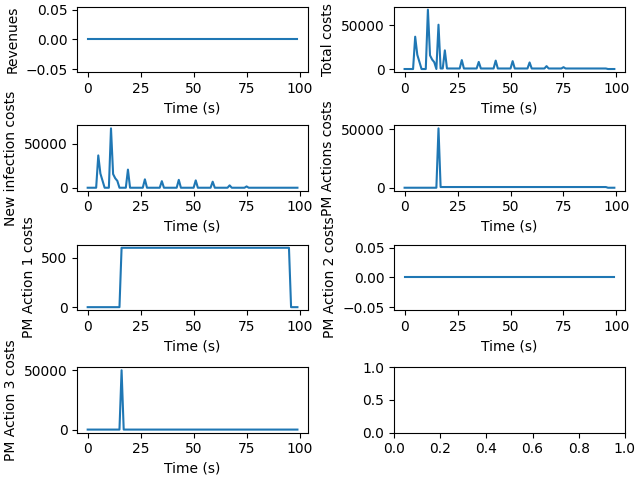 Revenues
0.05
0.00
−0.05
0 25 50 75 100
Time (s)
Total costs
50000
0
0 25 50 75 100
Time (s)
New infection costs
50000
0
0 25 50 75 100
Time (s)
PM Actions costs
50000
0
0 25 50 75 100
Time (s)
PM Action 1 costs
500
0
0 25 50 75 100
Time (s)
PM Action 2 costs
0.05
0.00
−0.05
0 25 50 75 100
Time (s)
PM Action 3 costs
50000
0
0 25 50 75 100
Time (s)
1.0
0.5
0.0
0.0 0.2 0.4 0.6 0.8 1.0